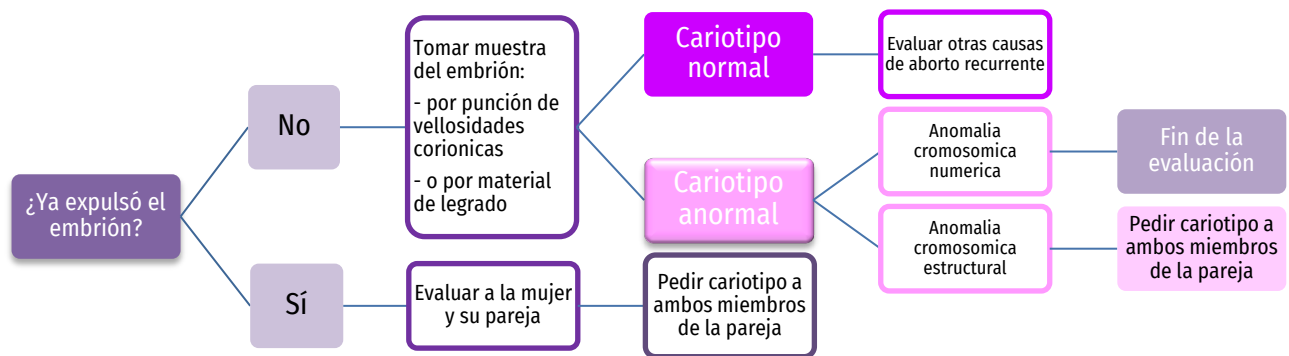 ¿Ya expulsó el
embrión?
No
Tomar muestra
del embrión:
- por punción de
vellosidades
corionicas
- o por material
de legrado
Cariotipo
normal
Evaluar otras causas
de aborto recurrente
Cariotipo
anormal
Anomalia
cromosomica
numerica
Fin de la
evaluación
Anomalia
cromosomica
estructural
Pedir cariotipo a
ambos miembros
de la pareja
Sí
Evaluar a la mujer
y su pareja
Pedir cariotipo a
ambos miembros
de la pareja